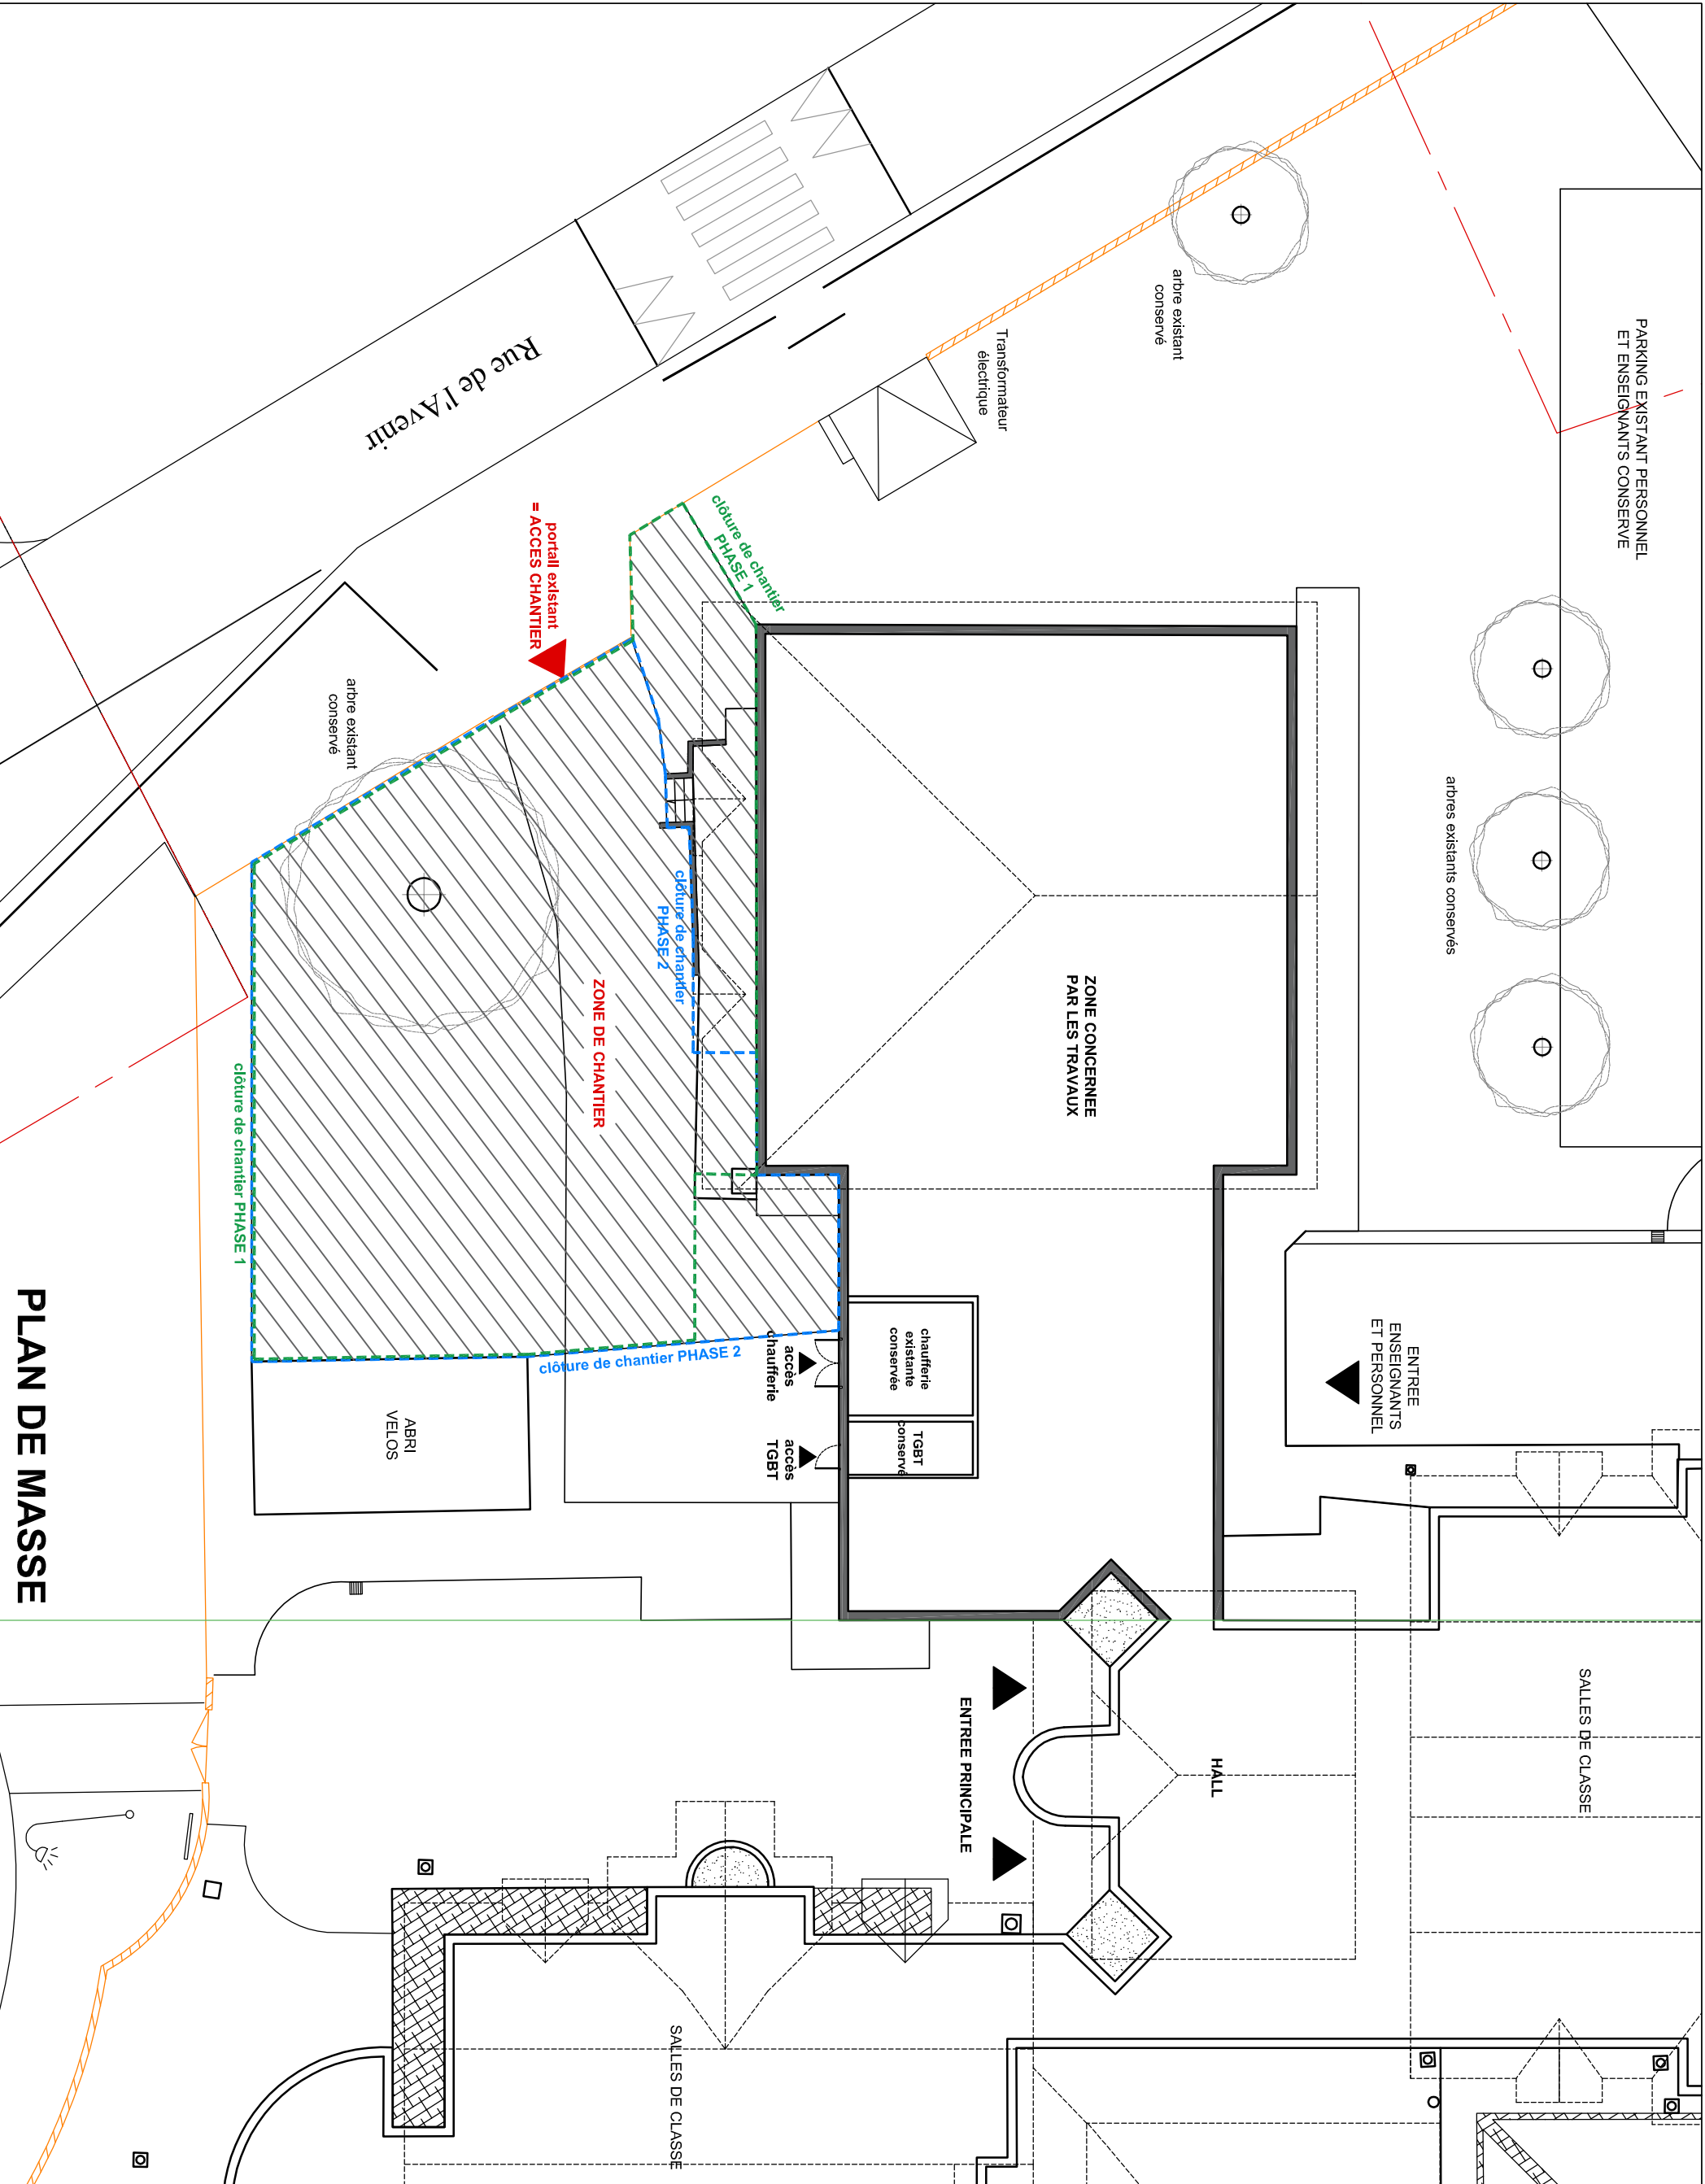 PARKING EXISTANT PERSONNEL
ET ENSEIGNANTS CONSERVE
arbre existant
conservé
Transformateur
électrique
Rue de l'Avenir
clôture de chantier
PHASE 1
portail existant
= ACCES CHANTIER
arbre existant
conservé
arbres existants conservés
clôture de chantier
PHASE 2
ZONE CONCERNEE
PAR LES TRAVAUX
ZONE DE CHANTIER
clôture de chantier PHASE 1
clôture de chantier PHASE 2
accès
chaufferie
chaufferie
existante
conservée
ENTREE
ENSEIGNANTS
ET PERSONNEL
accès
TGBT
TGBT
conservé
ABRI
VELOS
PLAN DE MASSE
SALLES DE CLASSE
HALL
ENTREE PRINCIPALE
SALLES DE CLASSE